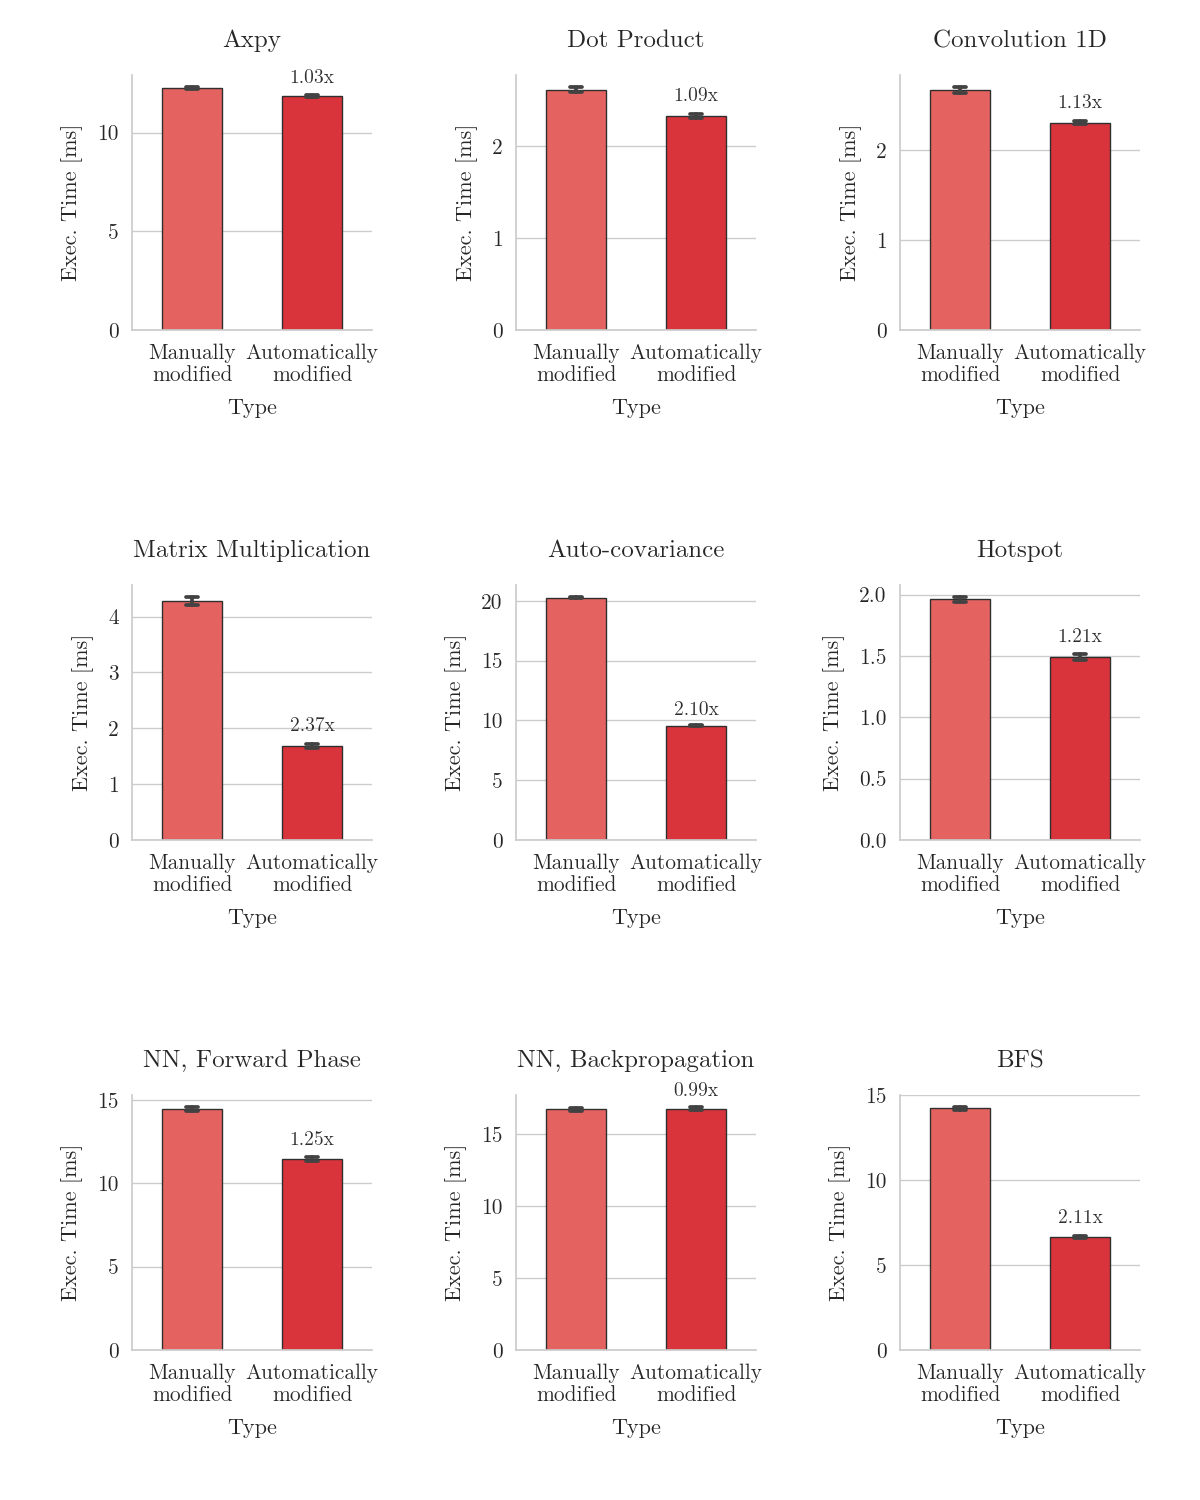 Axpy
Dot Product
Convolution 1D
1.03x
10
5
0
Exec. Time [ms]
Manually
modified
Automatically
modified
Type
1.09x
2
1
0
Exec. Time [ms]
Manually
modified
Automatically
modified
Type
1.13x
2
1
0
Exec. Time [ms]
Manually
modified
Automatically
modified
Type
Matrix Multiplication
Auto-covariance
Hotspot
2.37x
4
3
2
1
0
Exec. Time [ms]
Manually
modified
Automatically
modified
Type
2.10x
20
15
10
5
0
Exec. Time [ms]
Manually
modified
Automatically
modified
Type
1.21x
2.0
1.5
1.0
0.5
0.0
Exec. Time [ms]
Manually
modified
Automatically
modified
Type
NN, Forward Phase
NN, Backpropagation
BFS
1.25x
15
10
5
0
Exec. Time [ms]
Manually
modified
Automatically
modified
Type
0.99x
15
10
5
0
Exec. Time [ms]
Manually
modified
Automatically
modified
Type
2.11x
15
10
5
0
Exec. Time [ms]
Manually
modified
Automatically
modified
Type